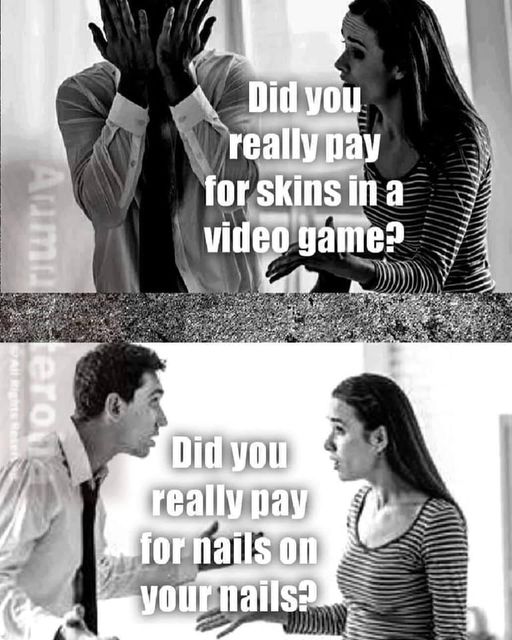 Did you
really pay
for skins in a
video game?
Did you
really pay
for nails on
your nails?